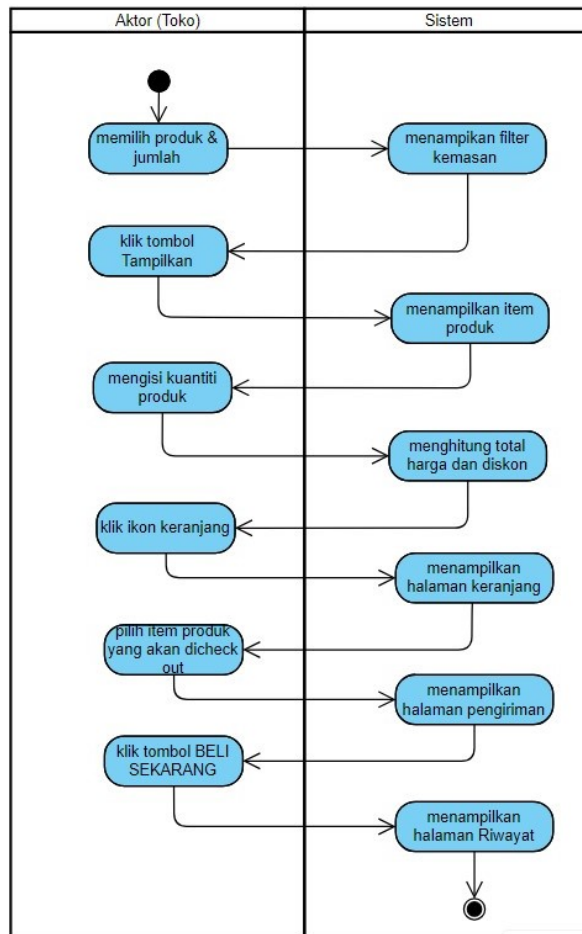 Aktor (Toko)
Sistem
memilih produk &
jumlah
menampikan filter
kemasan
klik tombol
Tampilkan
menampilkan item
produk
mengisi kuantiti
produk
menghitung total
harga dan diskon
klik ikon keranjang
menampilkan
halaman keranjang
pilih item produk
yang akan dicheck
out
menampilkan
halaman pengiriman
klik tombol BELI
SEKARANG
menampilkan
halaman Riwayat